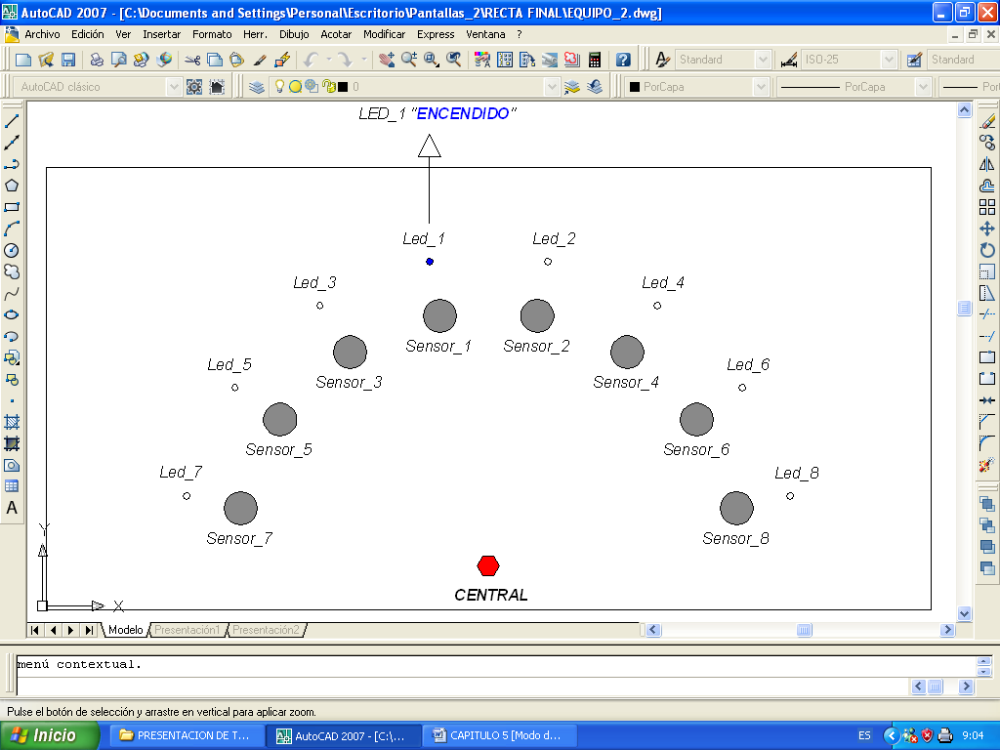 AutoCAD 2007 - [C:\Documents and Settings\Personal\Escritorio\Pantallas_2\RECTA FINAL\EQUIPO_2.dwg]
Archivo Edición Ver Insertar Formato Herr. Dibujo Acotar Modificar Express Ventana ?
Standard ISO-25 Standard
AutoCAD clásico 0 PorCapa PorCapa Por
LED_1 "ENCENDIDO"
Led_1 Led_2
Led_3 Led_4
Sensor_1 Sensor_2
Led_5 Led_6
Sensor_3 Sensor_4
Sensor_5 Sensor_6
Led_7 Led_8
Sensor_7 Sensor_8
Y
CENTRAL
X
Modelo Presentación1 Presentación2
menú contextual.
Pulse el botón de selección y arrastre en vertical para aplicar zoom.
Inicio PRESENTACION DE T... AutoCAD 2007 - [C:\... CAPITULO 5 [Modo d... ES 9:04